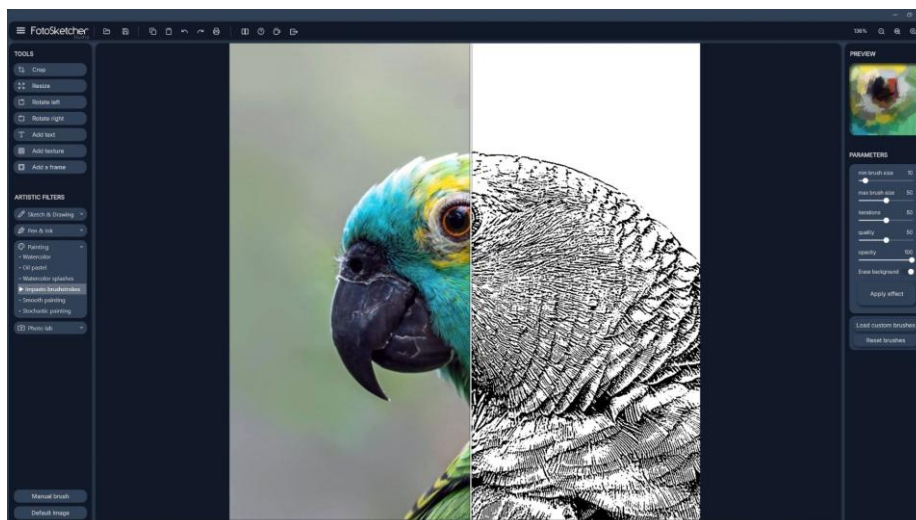 FotoSketcher
136%
TOOLS
Crop
Resize
Rotate left
Rotate right
Add text
Add texture
Add a frame
ARTISTIC FILTERS
Sketch & Drawing
Pen & Ink
Painting
- Watercolor
- Oil pastel
- Watercolor splashes
Impasto brushstrokes
- Smooth painting
- Stochastic painting
Photo lab
Manual brush
Default image
PREVIEW
PARAMETERS
min brush size 10
max brush size 50
iterations 50
quality 50
opacity 100
Erase background
Apply effect
Load custom brushes
Reset brushes